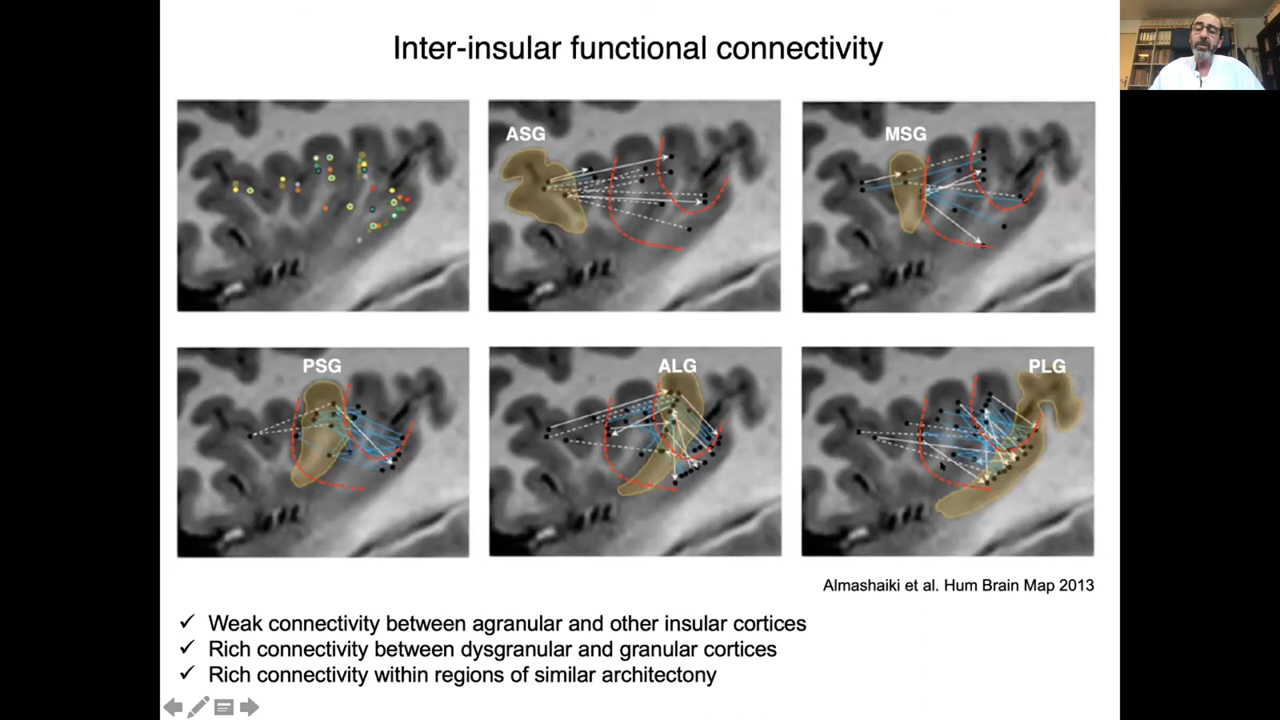 Inter-insular functional connectivity
ASG
MSG
PSG
ALG
PLG
Almashaiki et al. Hum Brain Map 2013
✓ Weak connectivity between agranular and other insular cortices
✓ Rich connectivity between dysgranular and granular cortices
✓ Rich connectivity within regions of similar architectony